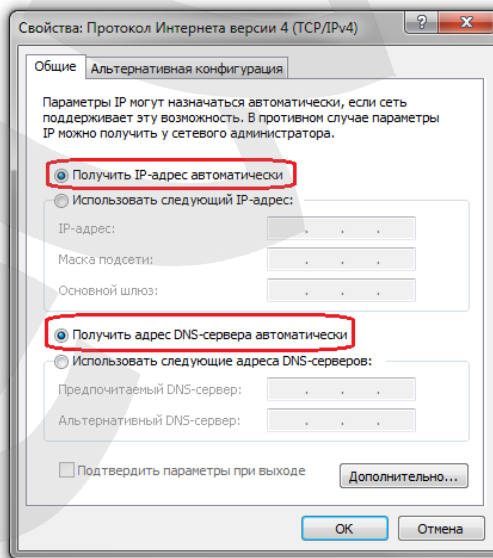 Свойства: Протокол Интернета версии 4 (TCP/IPv4)
Общие
Альтернативная конфигурация
Параметры IP могут назначаться автоматически, если сеть
поддерживает эту возможность. В противном случае параметры
IP можно получить у сетевого администратора.
Получить IP-адрес автоматически
Использовать следующий IP-адрес:
IP-адрес:
Маска подсети:
Основной шлюз:
Получить адрес DNS-сервера автоматически
Использовать следующие адреса DNS-серверов:
Предпочитаемый DNS-сервер:
Альтернативный DNS-сервер:
Подтвердить параметры при выходе
Дополнительно...
ОК
Отмена